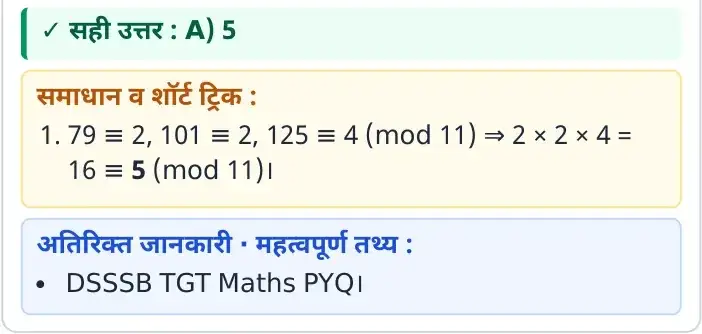 ✓ सही उत्तर : A) 5
समाधान व शॉर्ट ट्रिक :
1. 79 ≡ 2, 101 ≡ 2, 125 ≡ 4 (mod 11) ⇒ 2 × 2 × 4 =
16 ≡ 5 (mod 11)।
अतिरिक्त जानकारी · महत्वपूर्ण तथ्य :
• DSSSB TGT Maths PYQ।